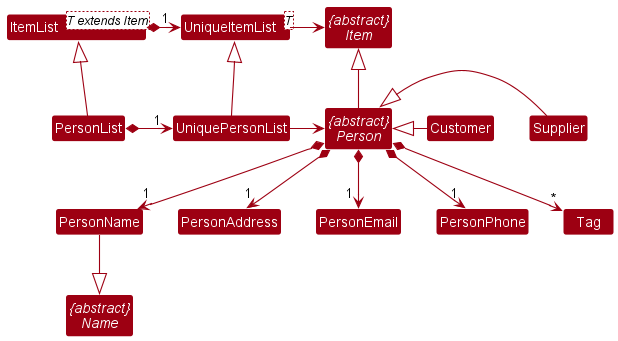 ItemList
T extends Item
1
UniqueItemList
T
{abstract}
Item
PersonList
1
UniquePersonList
{abstract}
Person
Customer
Supplier
1
1
1
1
*
PersonName
PersonAddress
PersonEmail
PersonPhone
Tag
{abstract}
Name